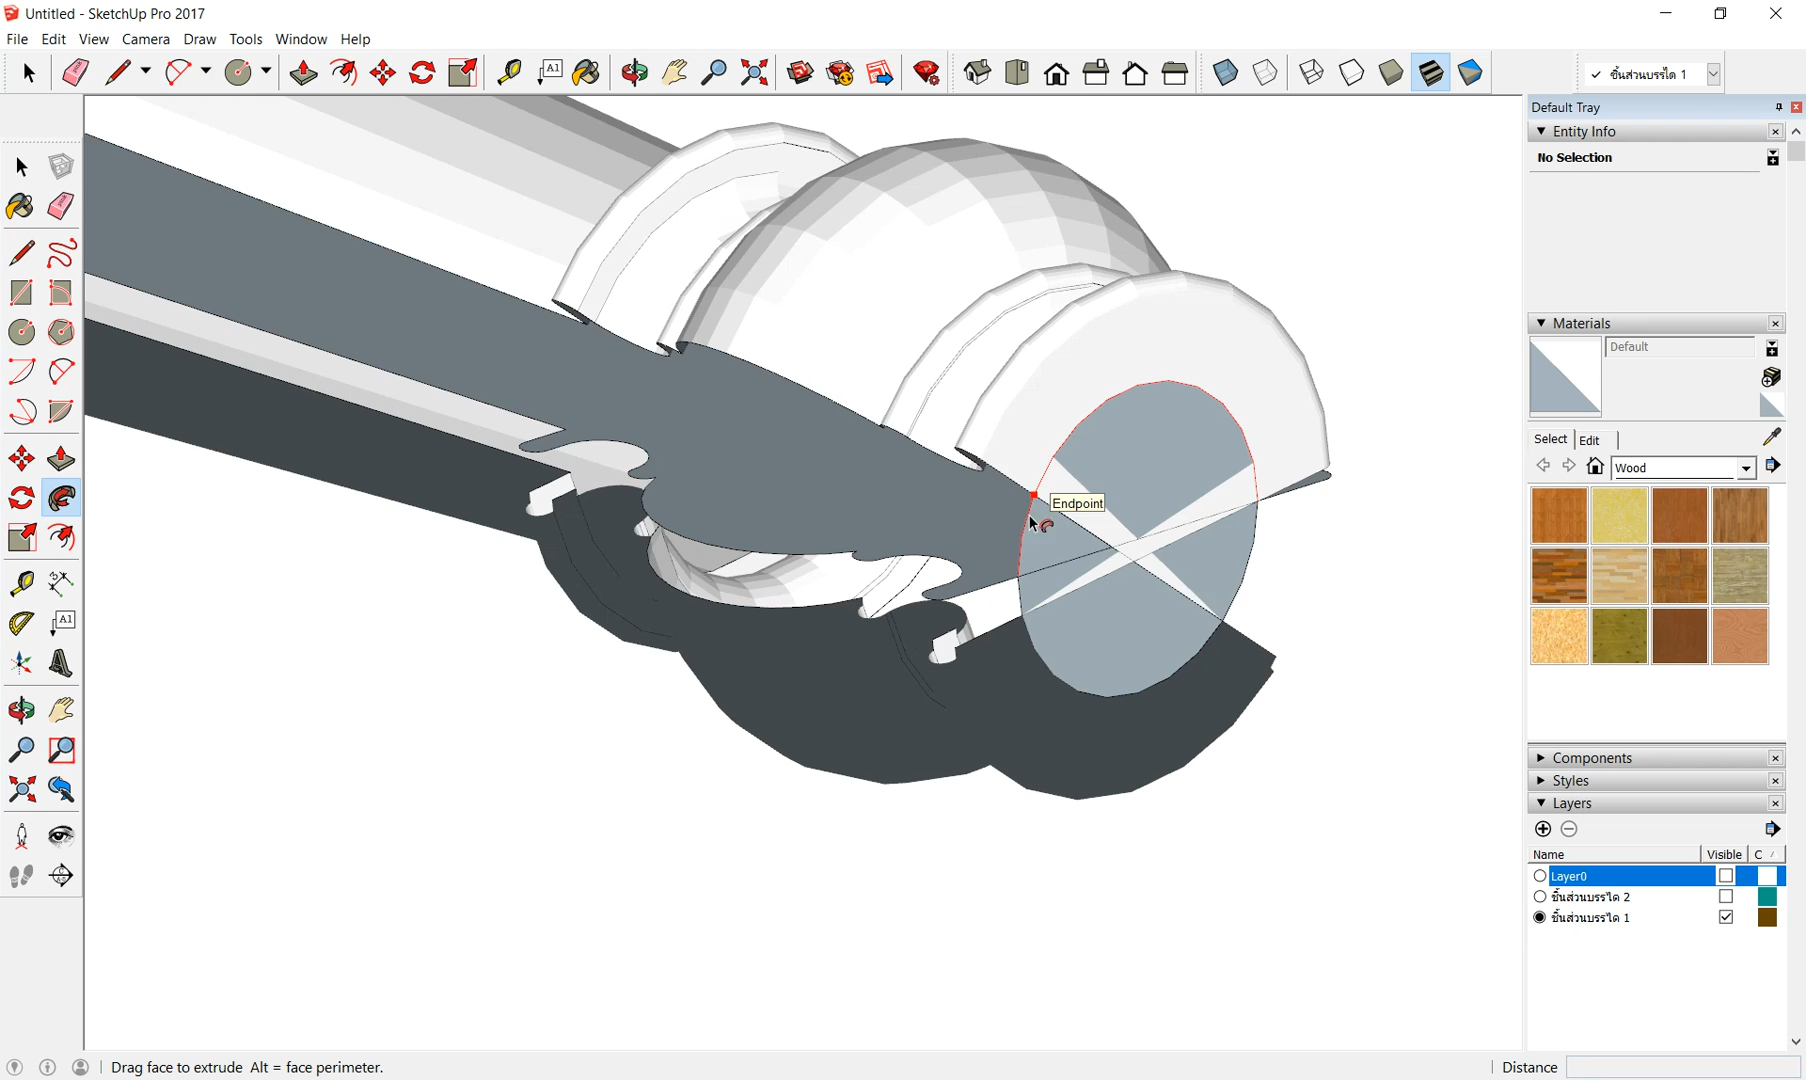 Untitled - SketchUp Pro 2017
File Edit View Camera Draw Tools Window Help
A1
✓ ชิ้นส่วนบรรได 1
Default Tray
Entity Info
No Selection
Materials
Default
Select Edit
Wood
Endpoint
A1
Components
Styles
Layers
Name Visible C
Layer0
ชิ้นส่วนบรรได 2
ชิ้นส่วนบรรได 1
Drag face to extrude Alt = face perimeter.
Distance